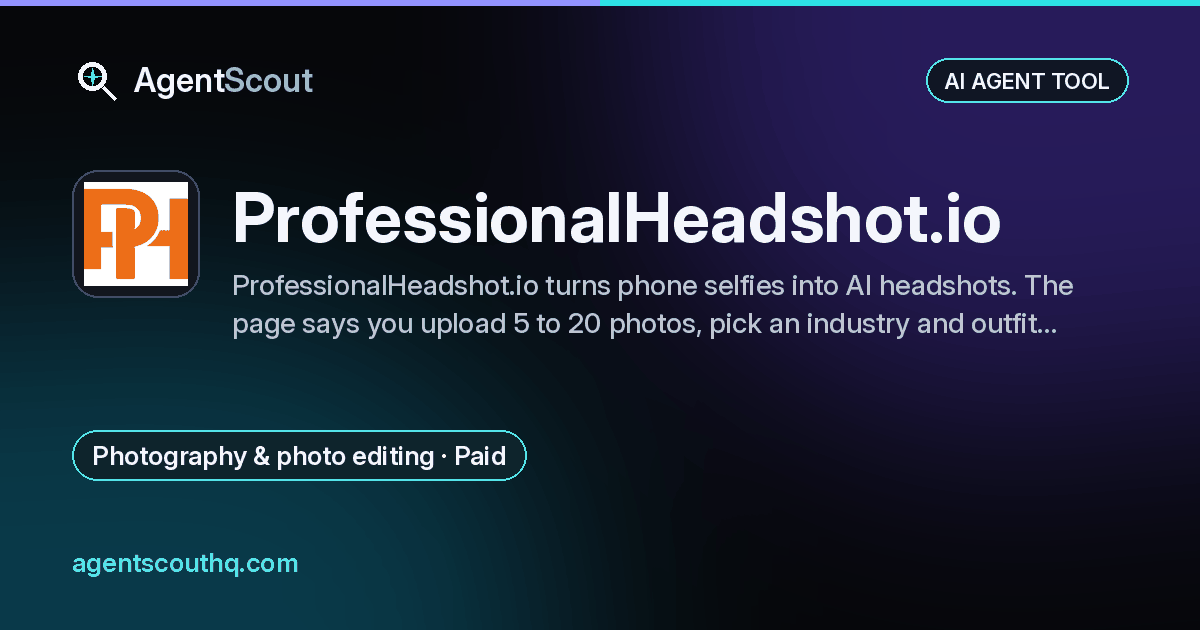 AgentScout
AI AGENT TOOL
PH
ProfessionalHeadshot.io
ProfessionalHeadshot.io turns phone selfies into AI headshots. The
page says you upload 5 to 20 photos, pick an industry and outfit...
Photography & photo editing · Paid
agentscouthq.com